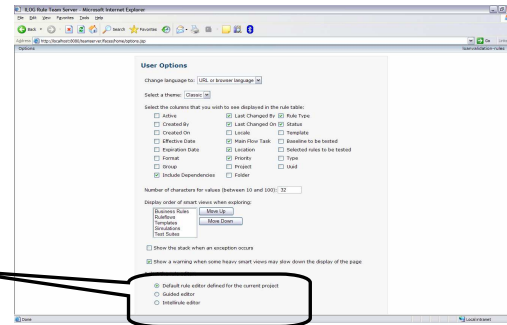 ILOG Rule Team Server - Microsoft Internet Explorer
File Edit View Favorites Tools Help
Back Search Favorites
Address http://localhost:8080/teamserver/faces/home/options.jsp Go Links
Options loanvalidation-rules
User Options
Change language to: URL or browser language
Select a theme: Classic
Select the columns that you wish to see displayed in the rule table:
Active Last Changed By Rule Type
Created By Last Changed On Status
Created On Locale Template
Effective Date Main Flow Task Baseline to be tested
Expiration Date Location Selected rules to be tested
Format Priority Type
Group Project Uuid
Include Dependencies Folder
Number of characters for values (between 10 and 100): 32
Display order of smart views when exploring:
Business Rules Move Up
Ruleflows
Templates Move Down
Simulations
Test Suites
Show the stack when an exception occurs
Show a warning when some heavy smart views may slow down the display of the page
Default rule editor defined for the current project
Guided editor
Intellirule editor
Done Local intranet